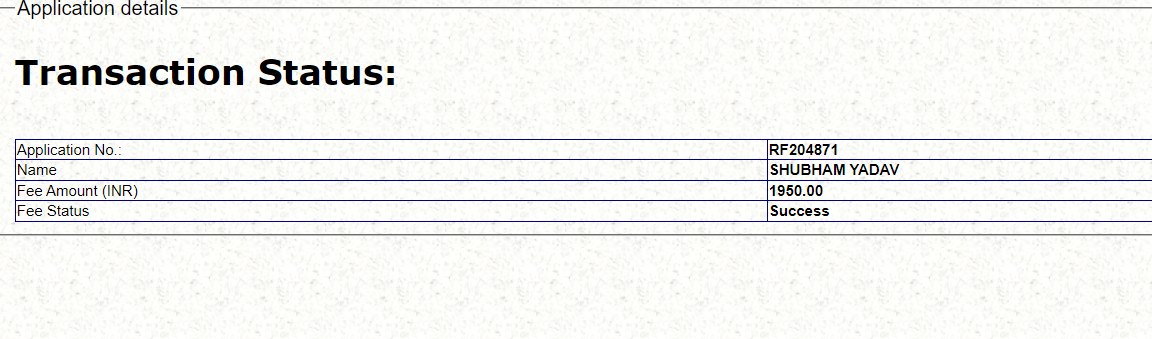 Application details
Transaction Status:
Application No.: RF204871
Name SHUBHAM YADAV
Fee Amount (INR) 1950.00
Fee Status Success